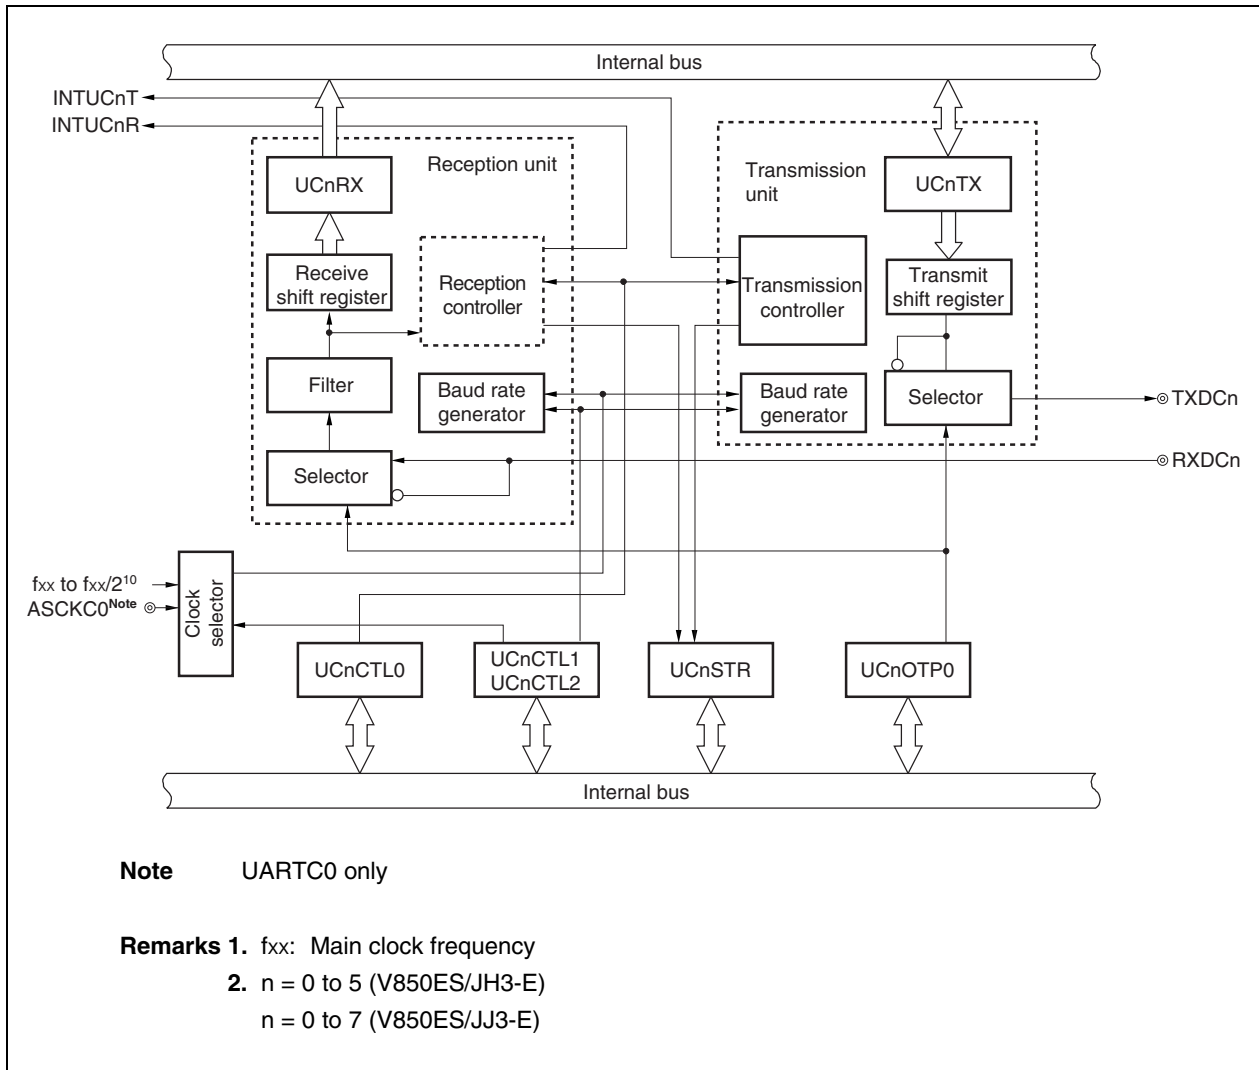 Internal bus
INTUCnT
INTUCnR
Reception unit
UCnRX
Receive
shift register
Reception
controller
Filter
Baud rate
generator
Selector
Transmission
unit
UCnTX
Transmission
controller
Transmit
shift register
Baud rate
generator
Selector
TXDCn
RXDCn
fxx to fxx/2¹⁰
ASCKC0Note
Clock
selector
UCnCTL0
UCnCTL1
UCnCTL2
UCnSTR
UCnOTP0
Internal bus
Note UARTC0 only
Remarks 1. fxx: Main clock frequency
2. n = 0 to 5 (V850ES/JH3-E)
n = 0 to 7 (V850ES/JJ3-E)